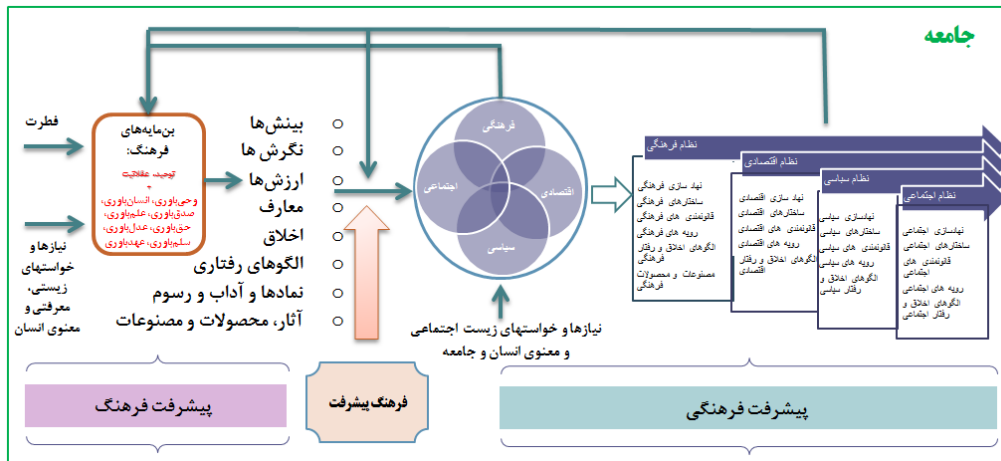 جامعه
فطرت
نیازها و
خواستهای
زیستی،
معرفتی و
معنوی انسان
بن‌مایه‌های
فرهنگ:
توحید، عقلانیت
+
وحی‌باوری، انسان‌باوری،
صدق‌باوری، علم‌باوری،
حق‌باوری، عدل‌باوری،
سلم‌باوری، عهدباوری
بینش‌ها
نگرش ها
ارزش‌ها
معارف
اخلاق
الگوهای رفتاری
نمادها و آداب و رسوم
آثار، محصولات و مصنوعات
فرهنگی
اجتماعی
اقتصادی
سیاسی
نیازها و خواستهای زیست اجتماعی
و معنوی انسان و جامعه
نظام فرهنگی
نهاد سازی فرهنگی
ساختارهای فرهنگی
قانونمندی های فرهنگی
رویه های فرهنگی
الگوهای اخلاق و رفتار
فرهنگی
مصنوعات و محصولات
فرهنگی
نظام اقتصادی
نهاد سازی اقتصادی
ساختارهای اقتصادی
قانونمندی های اقتصادی
رویه های اقتصادی
الگوهای اخلاق و رفتار
اقتصادی
نظام سیاسی
نهادسازی سیاسی
ساختارهای سیاسی
قانونمندی های سیاسی
رویه های سیاسی
الگوهای اخلاق و
رفتار سیاسی
نظام اجتماعی
نهادسازی اجتماعی
ساختارهای اجتماعی
قانونمندی های
اجتماعی
رویه های اجتماعی
الگوهای اخلاق و
رفتار اجتماعی
پیشرفت فرهنگ
فرهنگ پیشرفت
پیشرفت فرهنگی